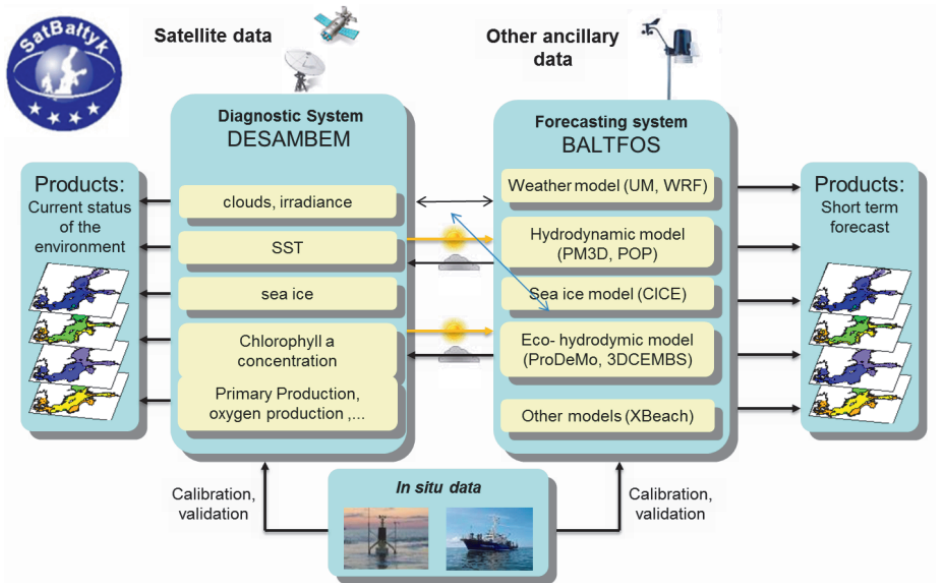 SatBałtyk
Satellite data
Other ancillary
data
Diagnostic System
DESAMBEM
clouds, irradiance
SST
sea ice
Chlorophyll a
concentration
Primary Production,
oxygen production ,...
Forecasting system
BALTFOS
Weather model (UM, WRF)
Hydrodynamic model
(PM3D, POP)
Sea ice model (CICE)
Eco- hydrodymic model
(ProDeMo, 3DCEMBS)
Other models (XBeach)
Products:
Current status
of the
environment
Products:
Short term
forecast
Calibration,
validation
In situ data
Calibration,
validation